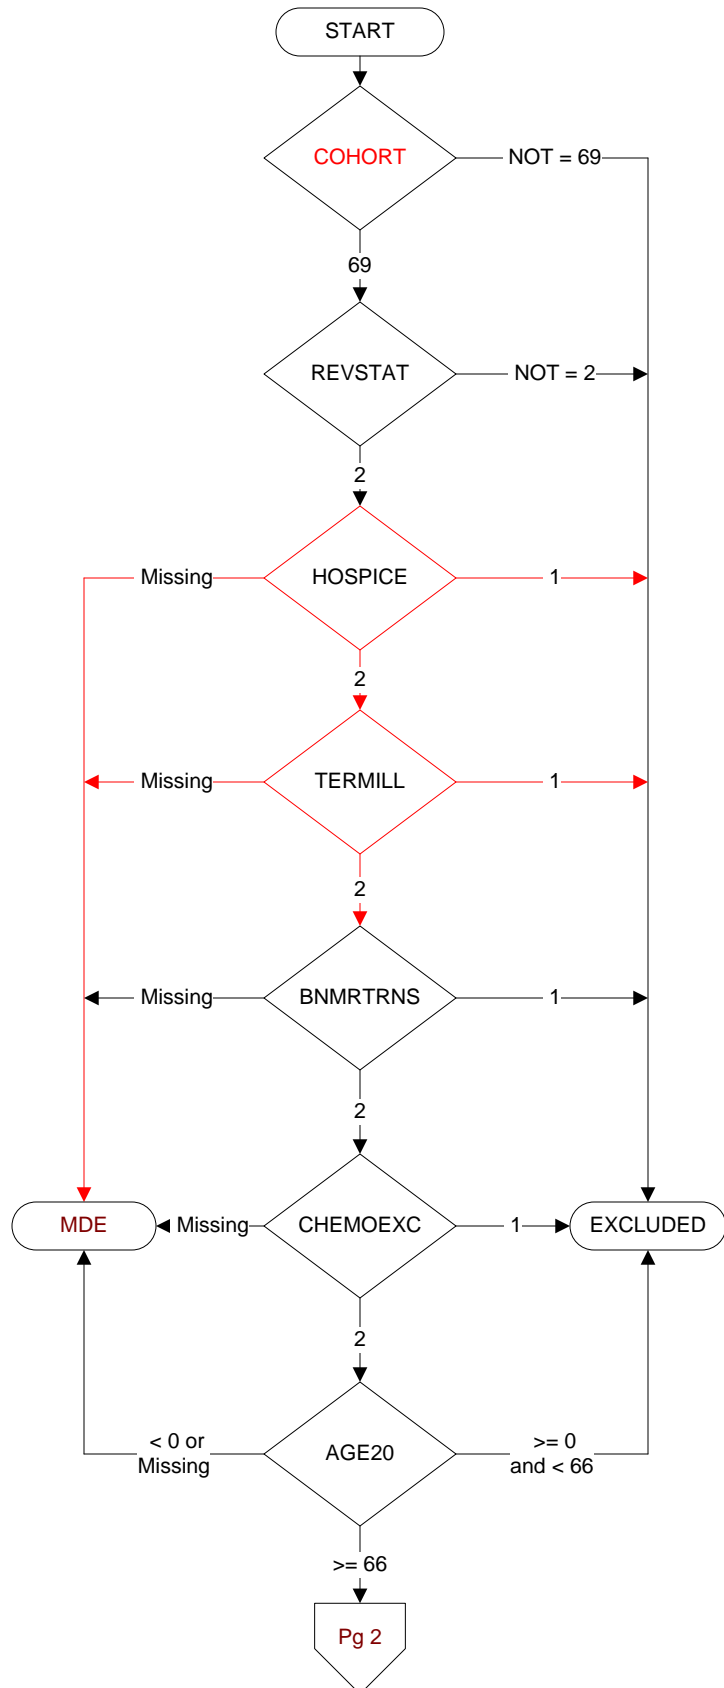 START
COHORT
NOT = 69
69
REVSTAT
NOT = 2
2
Missing
HOSPICE
1
2
Missing
TERMILL
1
2
Missing
BNMRTRNS
1
2
MDE
Missing
CHEMOEXC
1
EXCLUDED
2
< 0 or
Missing
AGE20
>= 0
and < 66
>= 66
Pg 2